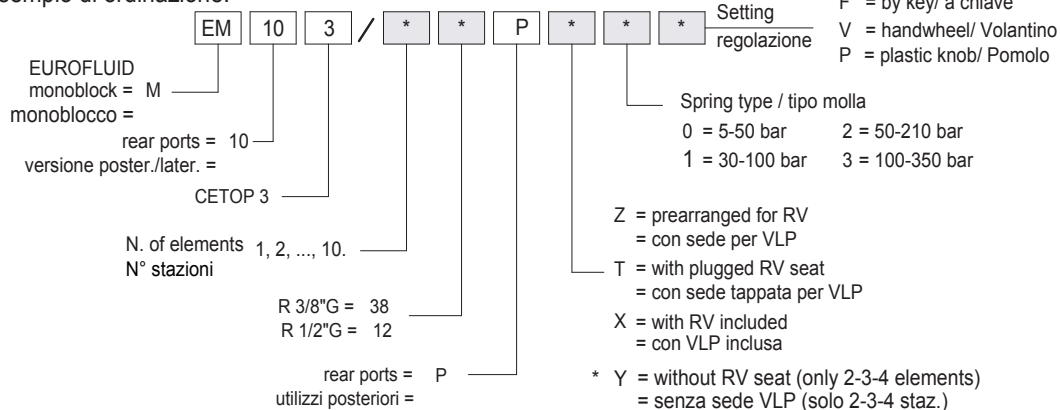 esempio di ordinazione:
EM 10 3 / * * P * * *
Setting
regolazione
F = by key/ a chiave
V = handwheel/ Volantino
P = plastic knob/ Pomolo
EUROFLUID
monoblock = M
monoblocco =
rear ports = 10
versione poster./later. =
CETOP 3
N. of elements 1, 2, ..., 10.
N° stazioni
R 3/8"G = 38
R 1/2"G = 12
rear ports = P
utilizzi posteriori =
Spring type / tipo molla
0 = 5-50 bar 2 = 50-210 bar
1 = 30-100 bar 3 = 100-350 bar
Z = prearranged for RV
= con sede per VLP
T = with plugged RV seat
= con sede tappata per VLP
X = with RV included
= con VLP inclusa
* Y = without RV seat (only 2-3-4 elements)
= senza sede VLP (solo 2-3-4 staz.)